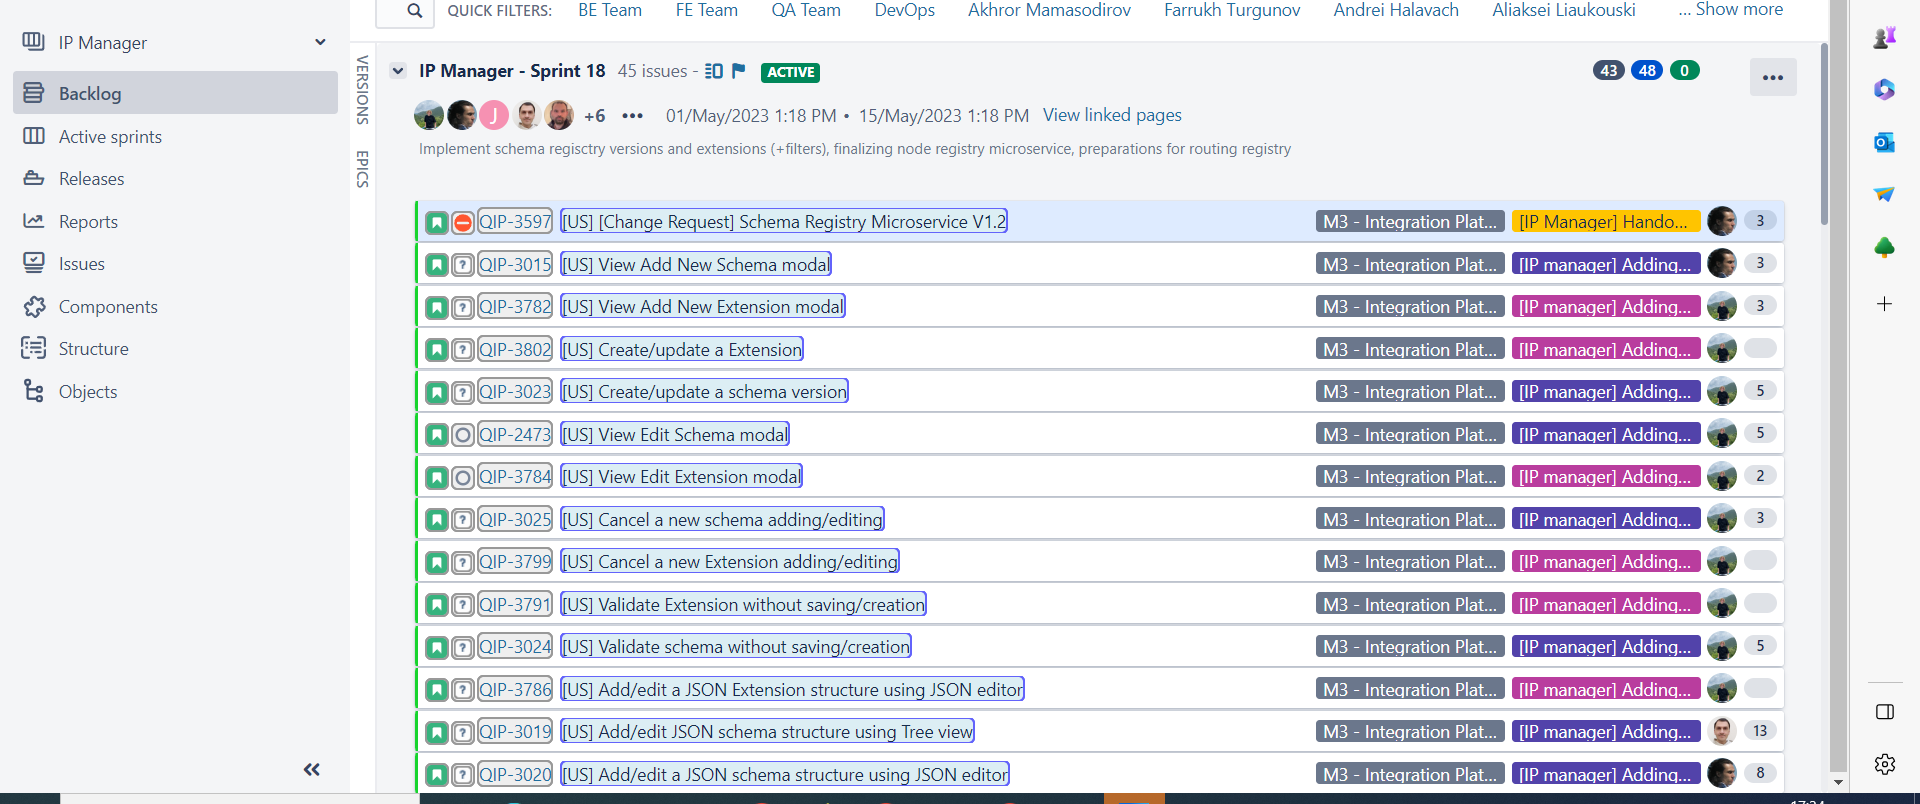 QUICK FILTERS: BE Team FE Team QA Team DevOps Akhror Mamasodirov Farrukh Turgunov Andrei Halavach Aliaksei Liaukouski ... Show more
IP Manager
Backlog
Active sprints
Releases
Reports
Issues
Components
Structure
Objects
VERSIONS
EPICS
IP Manager - Sprint 18 45 issues - ACTIVE 43 48 0
J +6 ••• 01/May/2023 1:18 PM • 15/May/2023 1:18 PM View linked pages
Implement schema regisctry versions and extensions (+filters), finalizing node registry microservice, preparations for routing registry
QIP-3597 [US] [Change Request] Schema Registry Microservice V1.2 M3 - Integration Plat... [IP Manager] Hando... 3
QIP-3015 [US] View Add New Schema modal M3 - Integration Plat... [IP manager] Adding... 3
QIP-3782 [US] View Add New Extension modal M3 - Integration Plat... [IP manager] Adding... 3
QIP-3802 [US] Create/update a Extension M3 - Integration Plat... [IP manager] Adding...
QIP-3023 [US] Create/update a schema version M3 - Integration Plat... [IP manager] Adding... 5
QIP-2473 [US] View Edit Schema modal M3 - Integration Plat... [IP manager] Adding... 5
QIP-3784 [US] View Edit Extension modal M3 - Integration Plat... [IP manager] Adding... 2
QIP-3025 [US] Cancel a new schema adding/editing M3 - Integration Plat... [IP manager] Adding... 3
QIP-3799 [US] Cancel a new Extension adding/editing M3 - Integration Plat... [IP manager] Adding...
QIP-3791 [US] Validate Extension without saving/creation M3 - Integration Plat... [IP manager] Adding...
QIP-3024 [US] Validate schema without saving/creation M3 - Integration Plat... [IP manager] Adding... 5
QIP-3786 [US] Add/edit a JSON Extension structure using JSON editor M3 - Integration Plat... [IP manager] Adding...
QIP-3019 [US] Add/edit JSON schema structure using Tree view M3 - Integration Plat... [IP manager] Adding... 13
QIP-3020 [US] Add/edit a JSON schema structure using JSON editor M3 - Integration Plat... [IP manager] Adding... 8